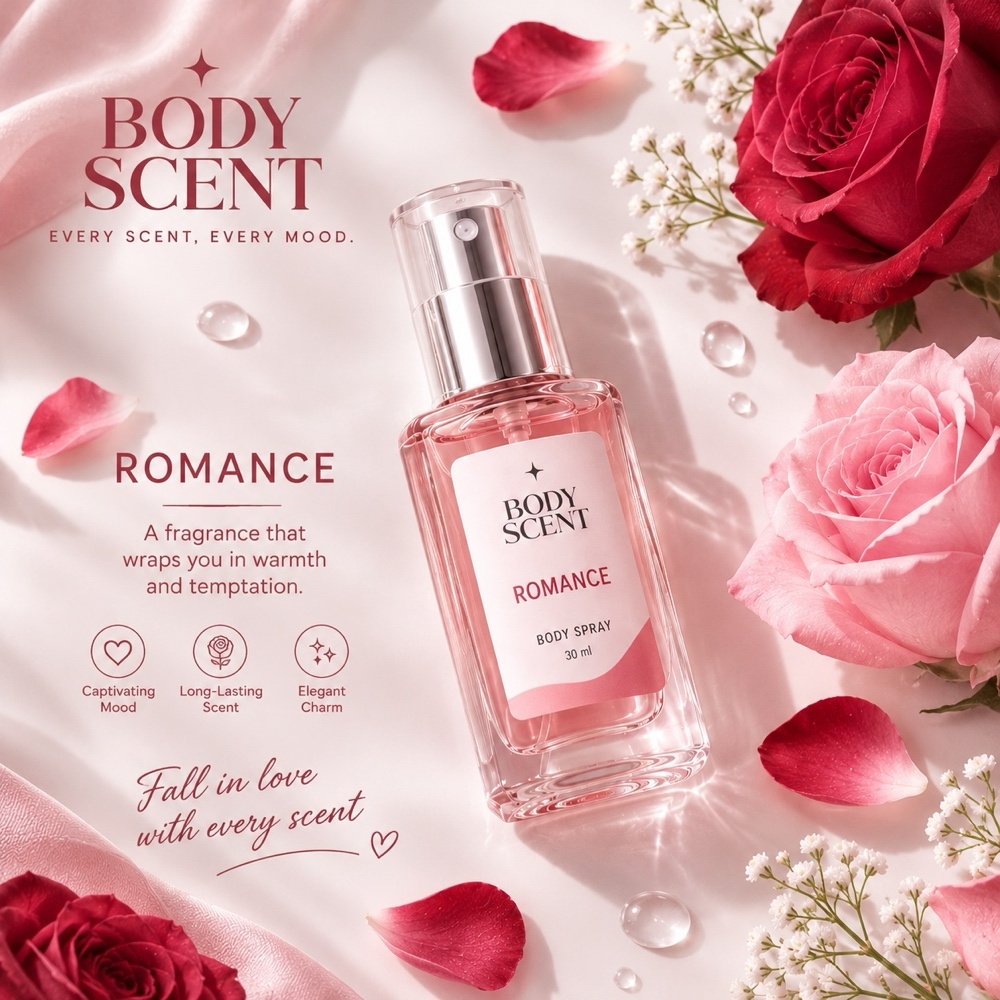 BODY
SCENT
EVERY SCENT, EVERY MOOD.
ROMANCE
A fragrance that
wraps you in warmth
and temptation.
Captivating
Mood
Long-Lasting
Scent
Elegant
Charm
Fall in love
with every scent
BODY
SCENT
ROMANCE
BODY SPRAY
30 ml